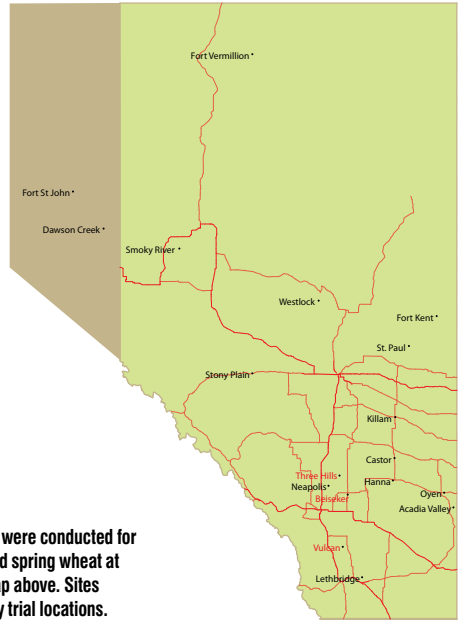 Fort Vermillion
Fort St John
Dawson Creek
Smoky River
Westlock
Fort Kent
St. Paul
Stony Plain
Killam
Castor
Three Hills
Hanna
Neapolis
Oyen
Beiseker
Acadia Valley
were conducted for
d spring wheat at
Vulcan
ap above. Sites
Lethbridge
y trial locations.